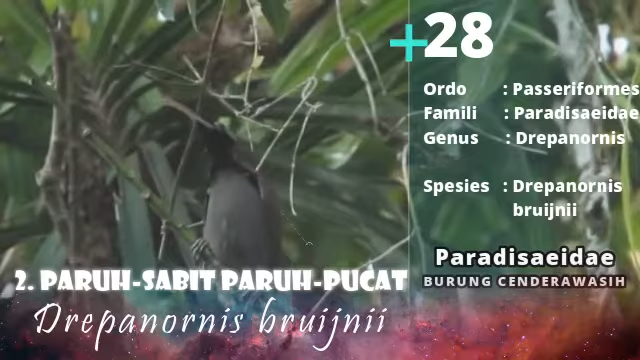 +28
Ordo : Passeriformes
Famili : Paradisaeidae
Genus : Drepanornis
Spesies : Drepanornis
bruijnii
Paradisaeidae
BURUNG CENDERAWASIH
2. PARUH-SABIT PARUH-PUCAT
Drepanornis bruijnii